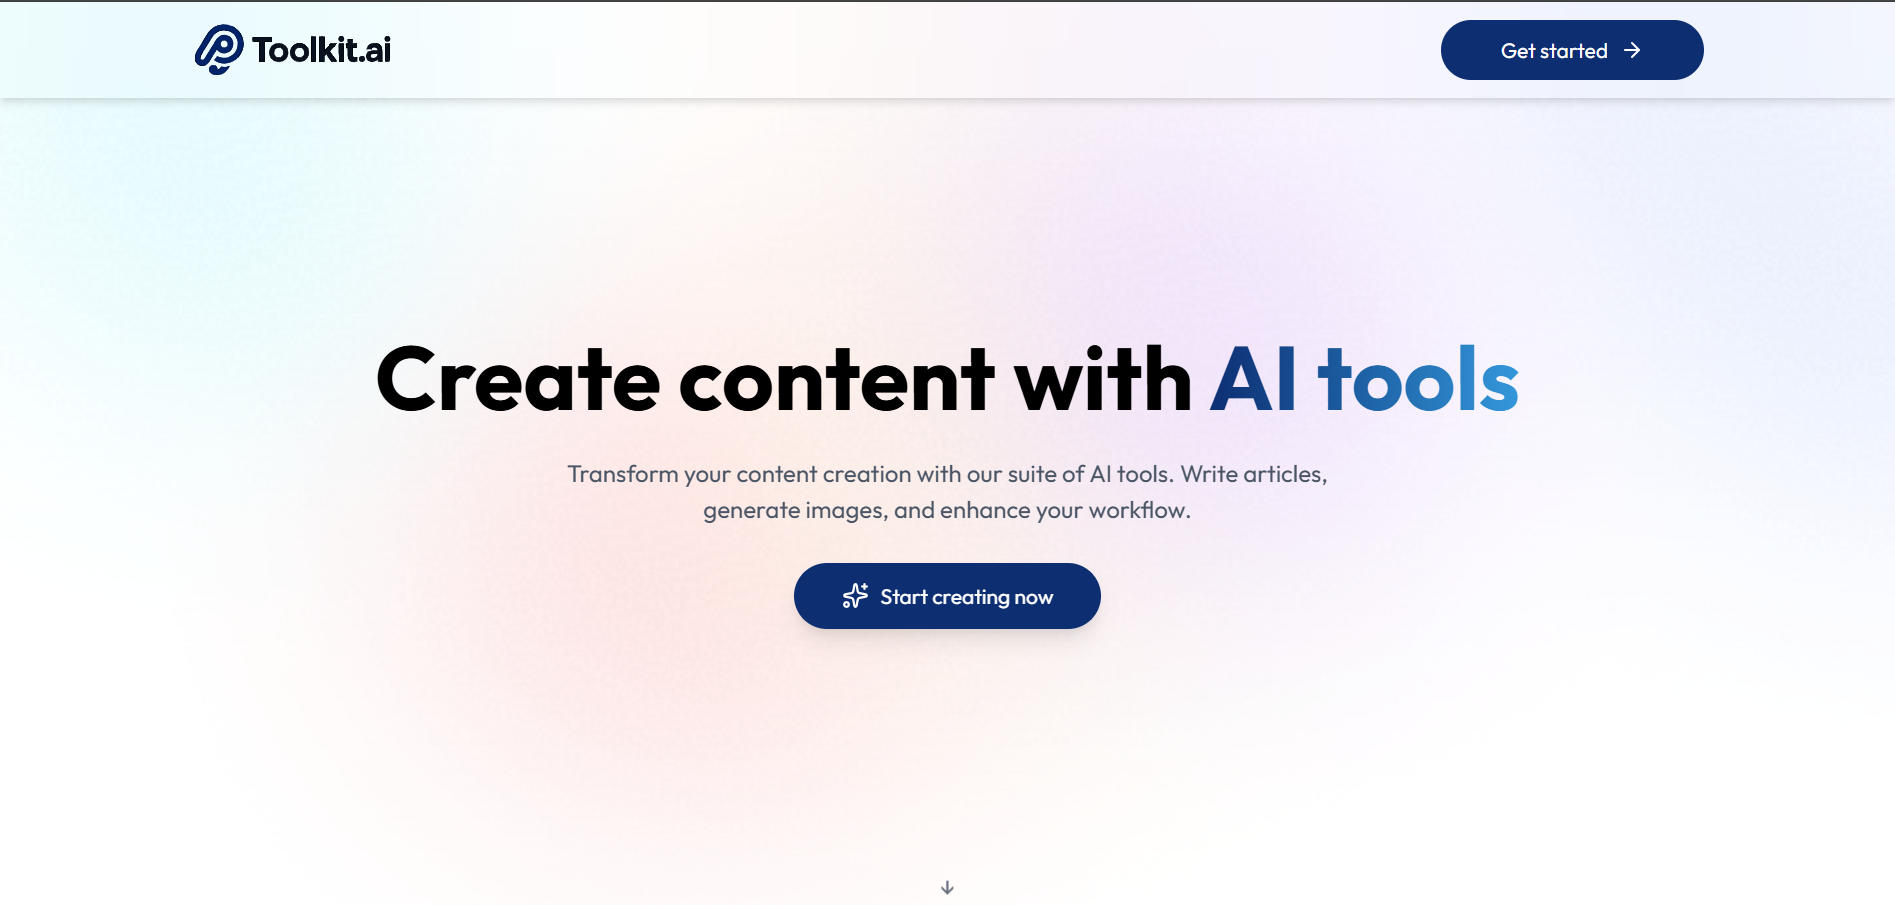 Toolkit.ai
Get started
Create content with AI tools
Transform your content creation with our suite of AI tools. Write articles,
generate images, and enhance your workflow.
Start creating now